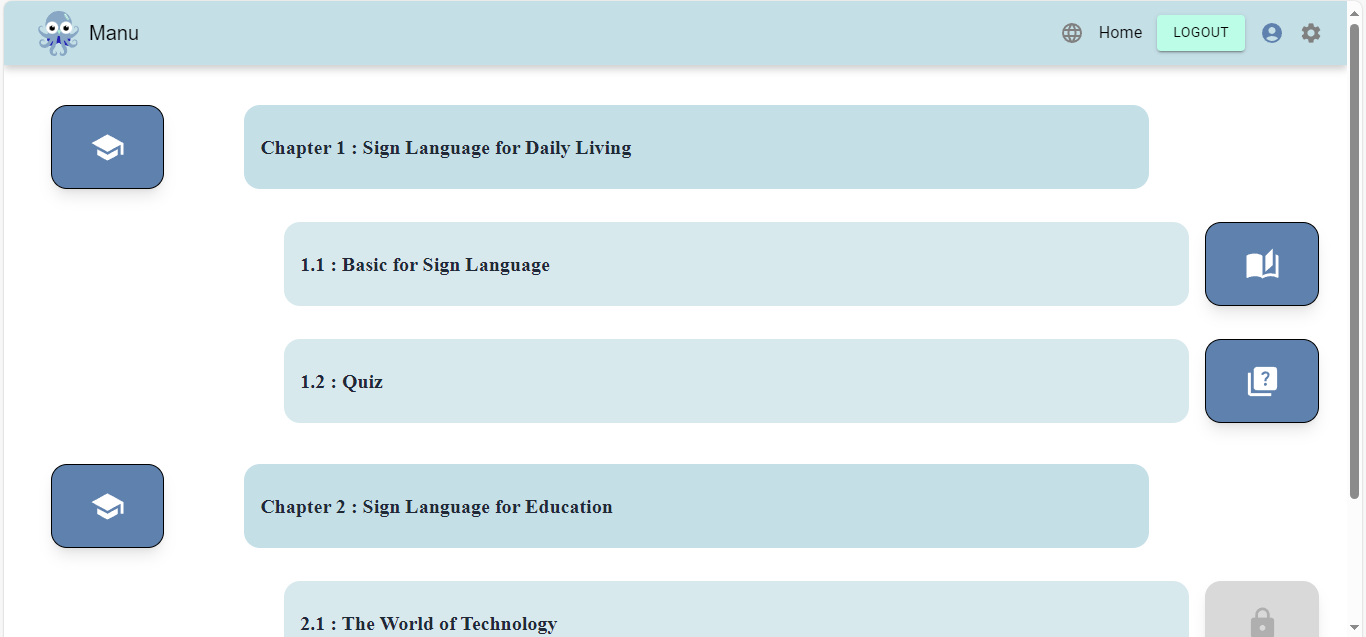 Manu
Home
LOGOUT
Chapter 1 : Sign Language for Daily Living
1.1 : Basic for Sign Language
1.2 : Quiz
?
Chapter 2 : Sign Language for Education
2.1 : The World of Technology